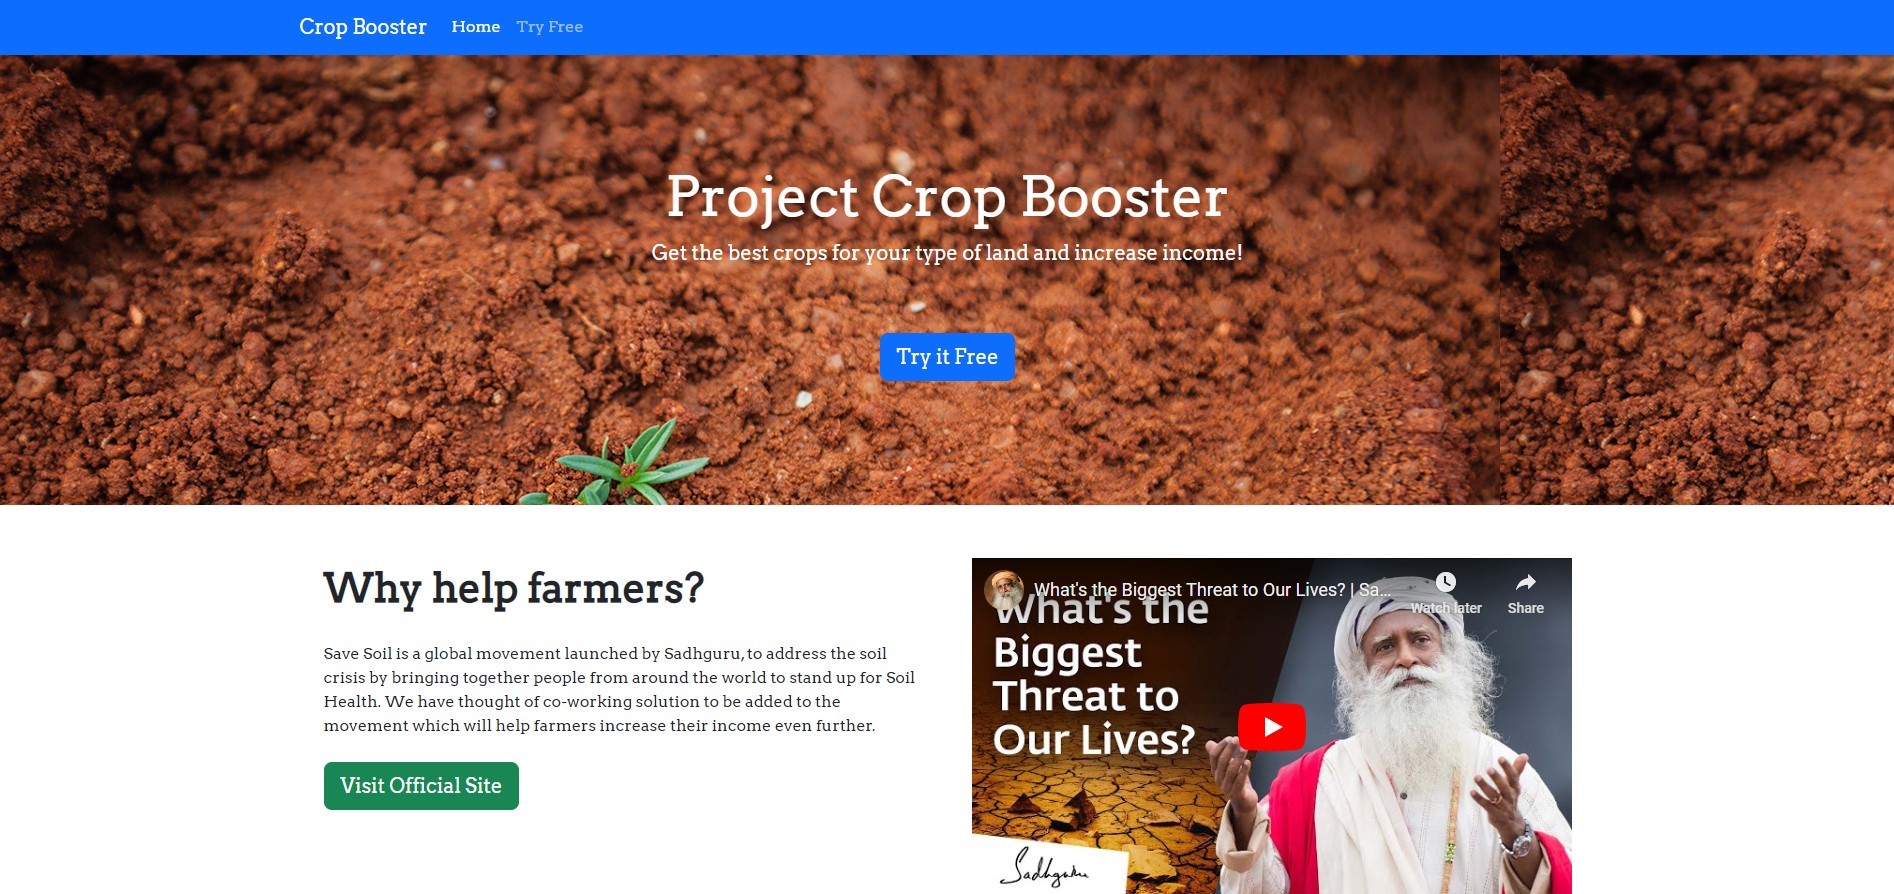 Crop Booster Home Try Free
Project Crop Booster
Get the best crops for your type of land and increase income!
Try it Free
Why help farmers?
Save Soil is a global movement launched by Sadhguru, to address the soil
crisis by bringing together people from around the world to stand up for Soil
Health. We have thought of co-working solution to be added to the
movement which will help farmers increase their income even further.
Visit Official Site
What's the Biggest Threat to Our Lives? | Sa...
Watch later
Share
What's the
Biggest
Threat to
Our Lives?
Sadhguru